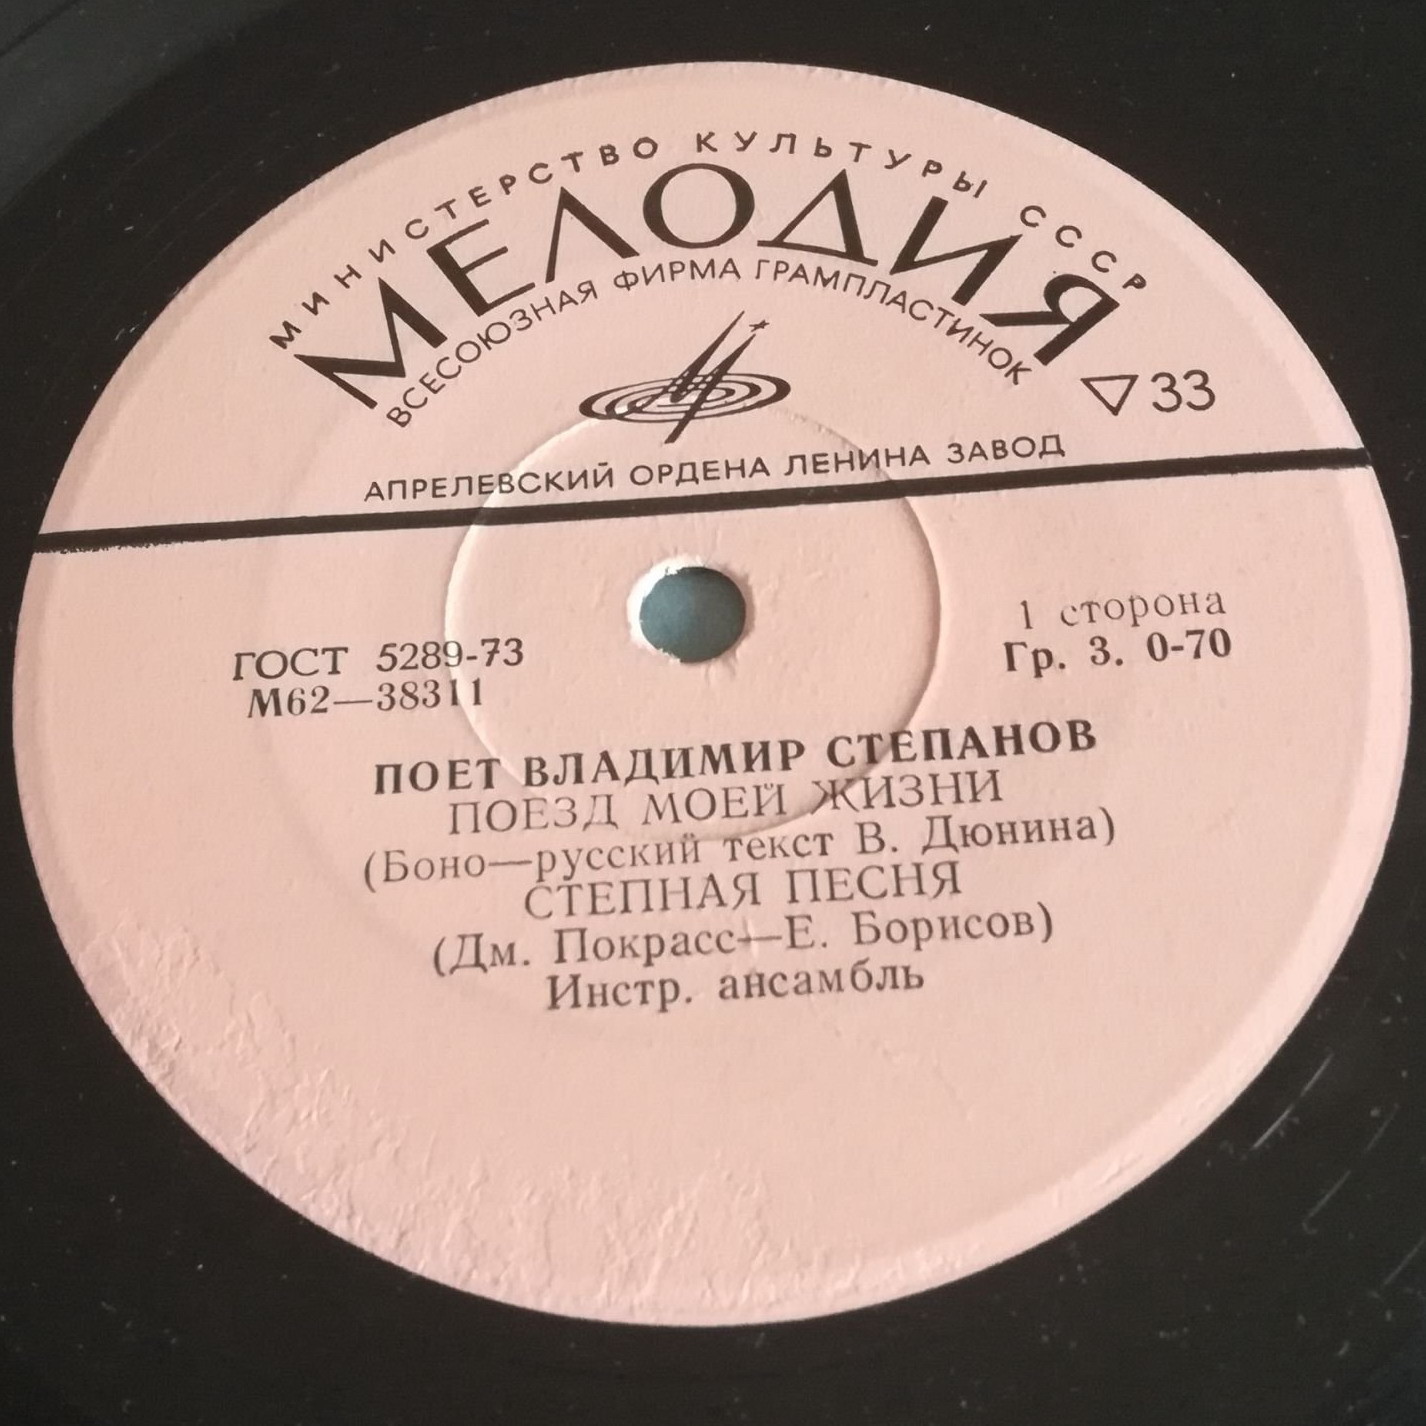 МИНИСТЕРСТВО КУЛЬТУРЫ СССР
МЕЛОДИЯ
ВСЕСОЮЗНАЯ ФИРМА ГРАМПЛАСТИНОК
▽33
АПРЕЛЕВСКИЙ ОРДЕНА ЛЕНИНА ЗАВОД
ГОСТ 5289-73
М62—38311
1 сторона
Гр. 3. 0-70
ПОЕТ ВЛАДИМИР СТЕПАНОВ
ПОЕЗД МОЕЙ ЖИЗНИ
(Боно—русский текст В. Дюнина)
СТЕПНАЯ ПЕСНЯ
(Дм. Покрасс—Е. Борисов)
Инстр. ансамбль